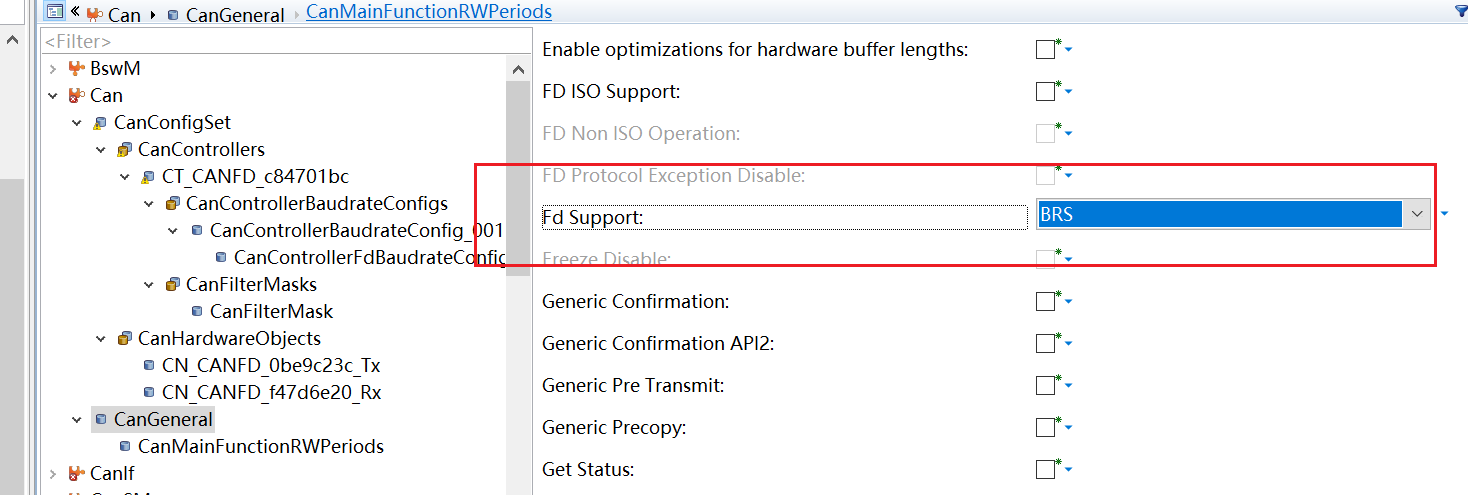 Can CanGeneral CanMainFunctionRWPeriods
<Filter>
BswM
Can
CanConfigSet
CanControllers
CT_CANFD_c84701bc
CanControllerBaudrateConfigs
CanControllerBaudrateConfig_001
CanControllerFdBaudrateConfig
CanFilterMasks
CanFilterMask
CanHardwareObjects
CN_CANFD_0be9c23c_Tx
CN_CANFD_f47d6e20_Rx
CanGeneral
CanMainFunctionRWPeriods
CanIf
Enable optimizations for hardware buffer lengths:
FD ISO Support:
FD Non ISO Operation:
FD Protocol Exception Disable:
Fd Support: BRS
Freeze Disable:
Generic Confirmation:
Generic Confirmation API2:
Generic Pre Transmit:
Generic Precopy:
Get Status: